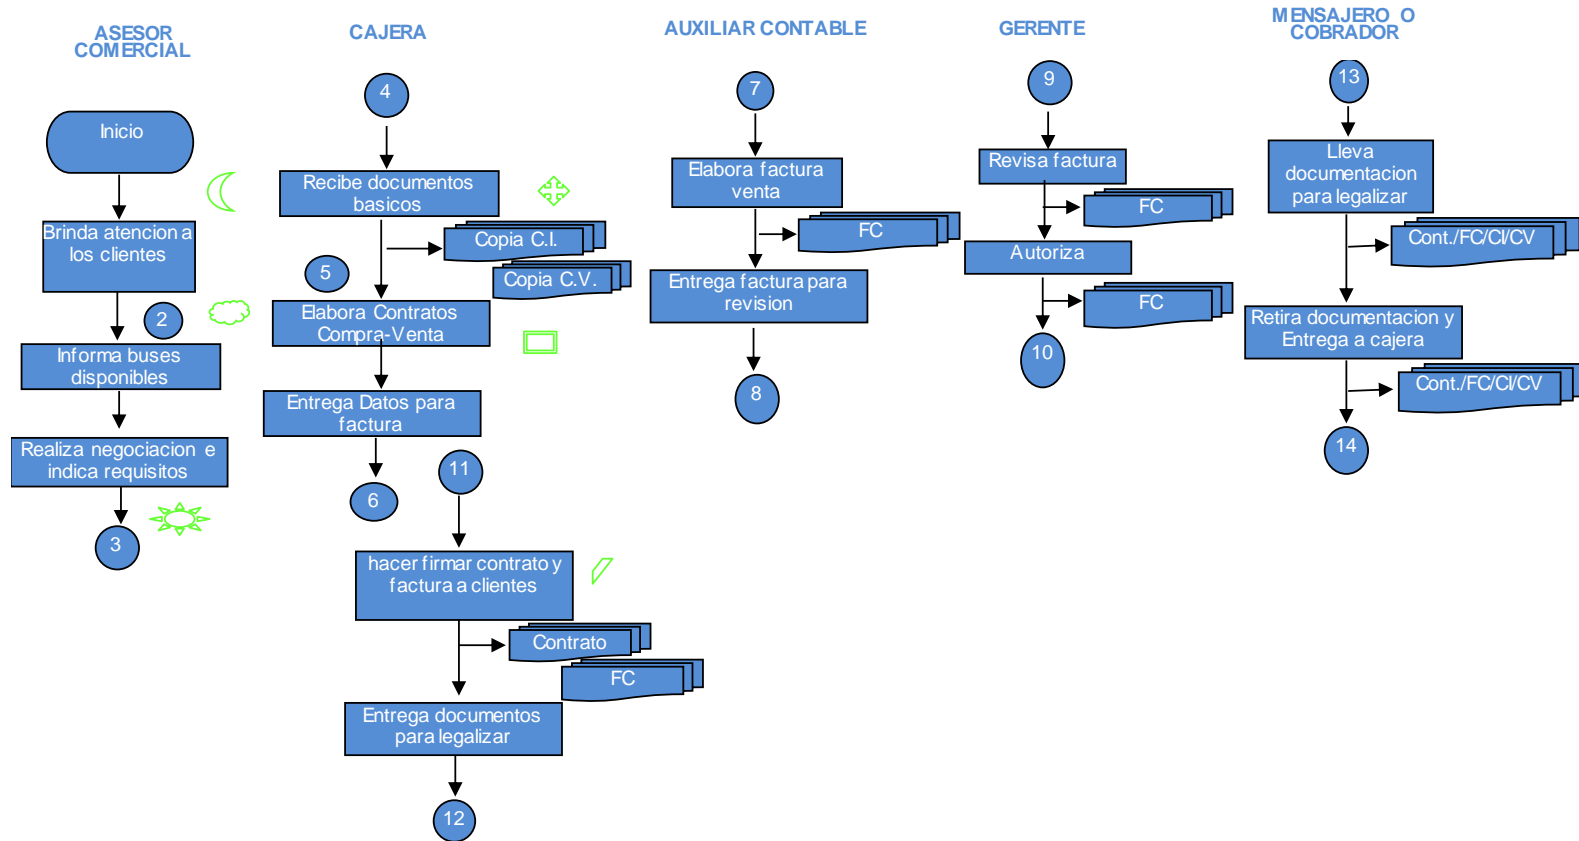 ASESOR
COMERCIAL
Inicio
Brinda atencion a
los clientes
2
Informa buses
disponibles
Realiza negociacion e
indica requisitos
3
CAJERA
4
Recibe documentos
basicos
Copia C.I.
Copia C.V.
5
Elabora Contratos
Compra-Venta
Entrega Datos para
factura
6
11
hacer firmar contrato y
factura a clientes
Contrato
FC
Entrega documentos
para legalizar
12
AUXILIAR CONTABLE
7
Elabora factura
venta
FC
Entrega factura para
revision
8
GERENTE
9
Revisa factura
FC
Autoriza
FC
10
MENSAJERO O
COBRADOR
13
Lleva
documentacion
para legalizar
Cont./FC/CI/CV
Retira documentacion y
Entrega a cajera
Cont./FC/CI/CV
14